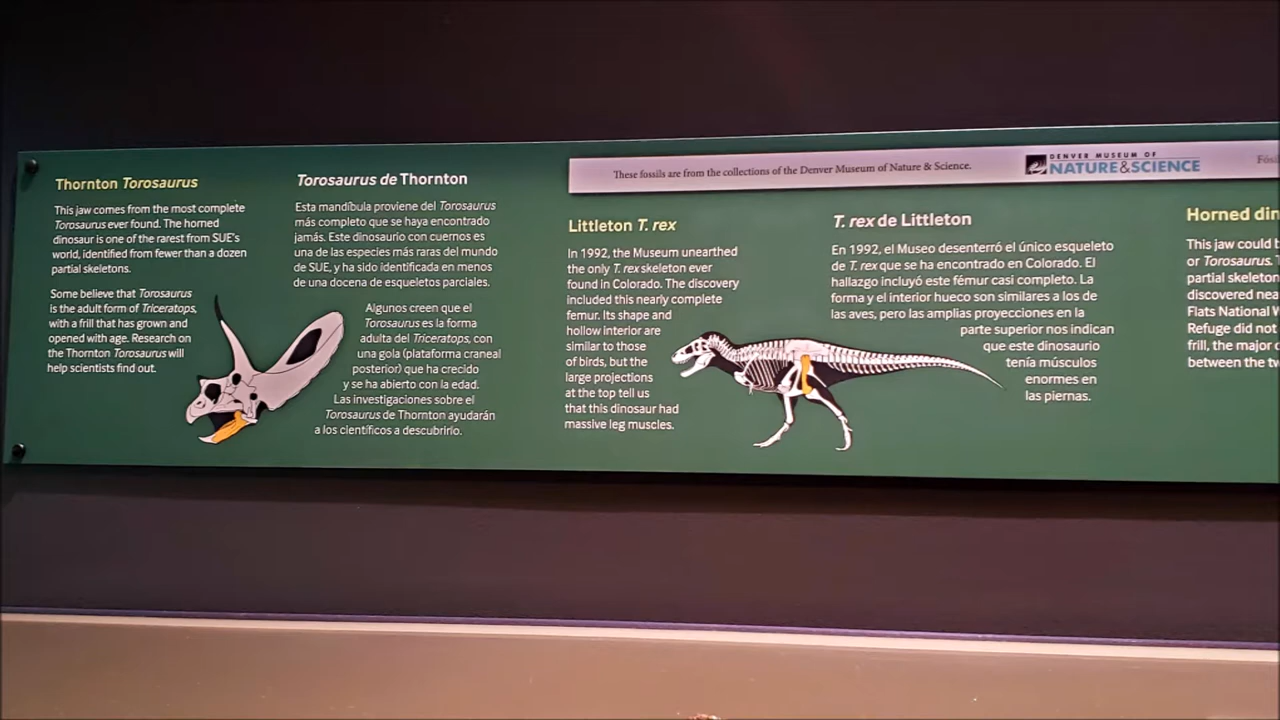 Thornton Torosaurus
This jaw comes from the most complete
Torosaurus ever found. The horned
dinosaur is one of the rarest from SUE's
world, identified from fewer than a dozen
partial skeletons.
Some believe that Torosaurus
is the adult form of Triceratops,
with a frill that has grown and
opened with age. Research on
the Thornton Torosaurus will
help scientists find out.
Torosaurus de Thornton
Esta mandíbula proviene del Torosaurus
más completo que se haya encontrado
jamás. Este dinosaurio con cuernos es
una de las especies más raras del mundo
de SUE, y ha sido identificada en menos
de una docena de esqueletos parciales.
Algunos creen que el
Torosaurus es la forma
adulta del Triceratops, con
una gola (plataforma craneal
posterior) que ha crecido
y se ha abierto con la edad.
Las investigaciones sobre el
Torosaurus de Thornton ayudarán
a los científicos a descubrirlo.
These fossils are from the collections of the Denver Museum of Nature & Science.
DENVER MUSEUM OF
NATURE&SCIENCE
Fós
Littleton T. rex
In 1992, the Museum unearthed
the only T. rex skeleton ever
found in Colorado. The discovery
included this nearly complete
femur. Its shape and
hollow interior are
similar to those
of birds, but the
large projections
at the top tell us
that this dinosaur had
massive leg muscles.
T. rex de Littleton
En 1992, el Museo desenterró el único esqueleto
de T. rex que se ha encontrado en Colorado. El
hallazgo incluyó este fémur casi completo. La
forma y el interior hueco son similares a los de
las aves, pero las amplias proyecciones en la
parte superior nos indican
que este dinosaurio
tenía músculos
enormes en
las piernas.
Horned din
This jaw could b
or Torosaurus. T
partial skeleton
discovered nea
Flats National W
Refuge did not
frill, the major d
between the tw